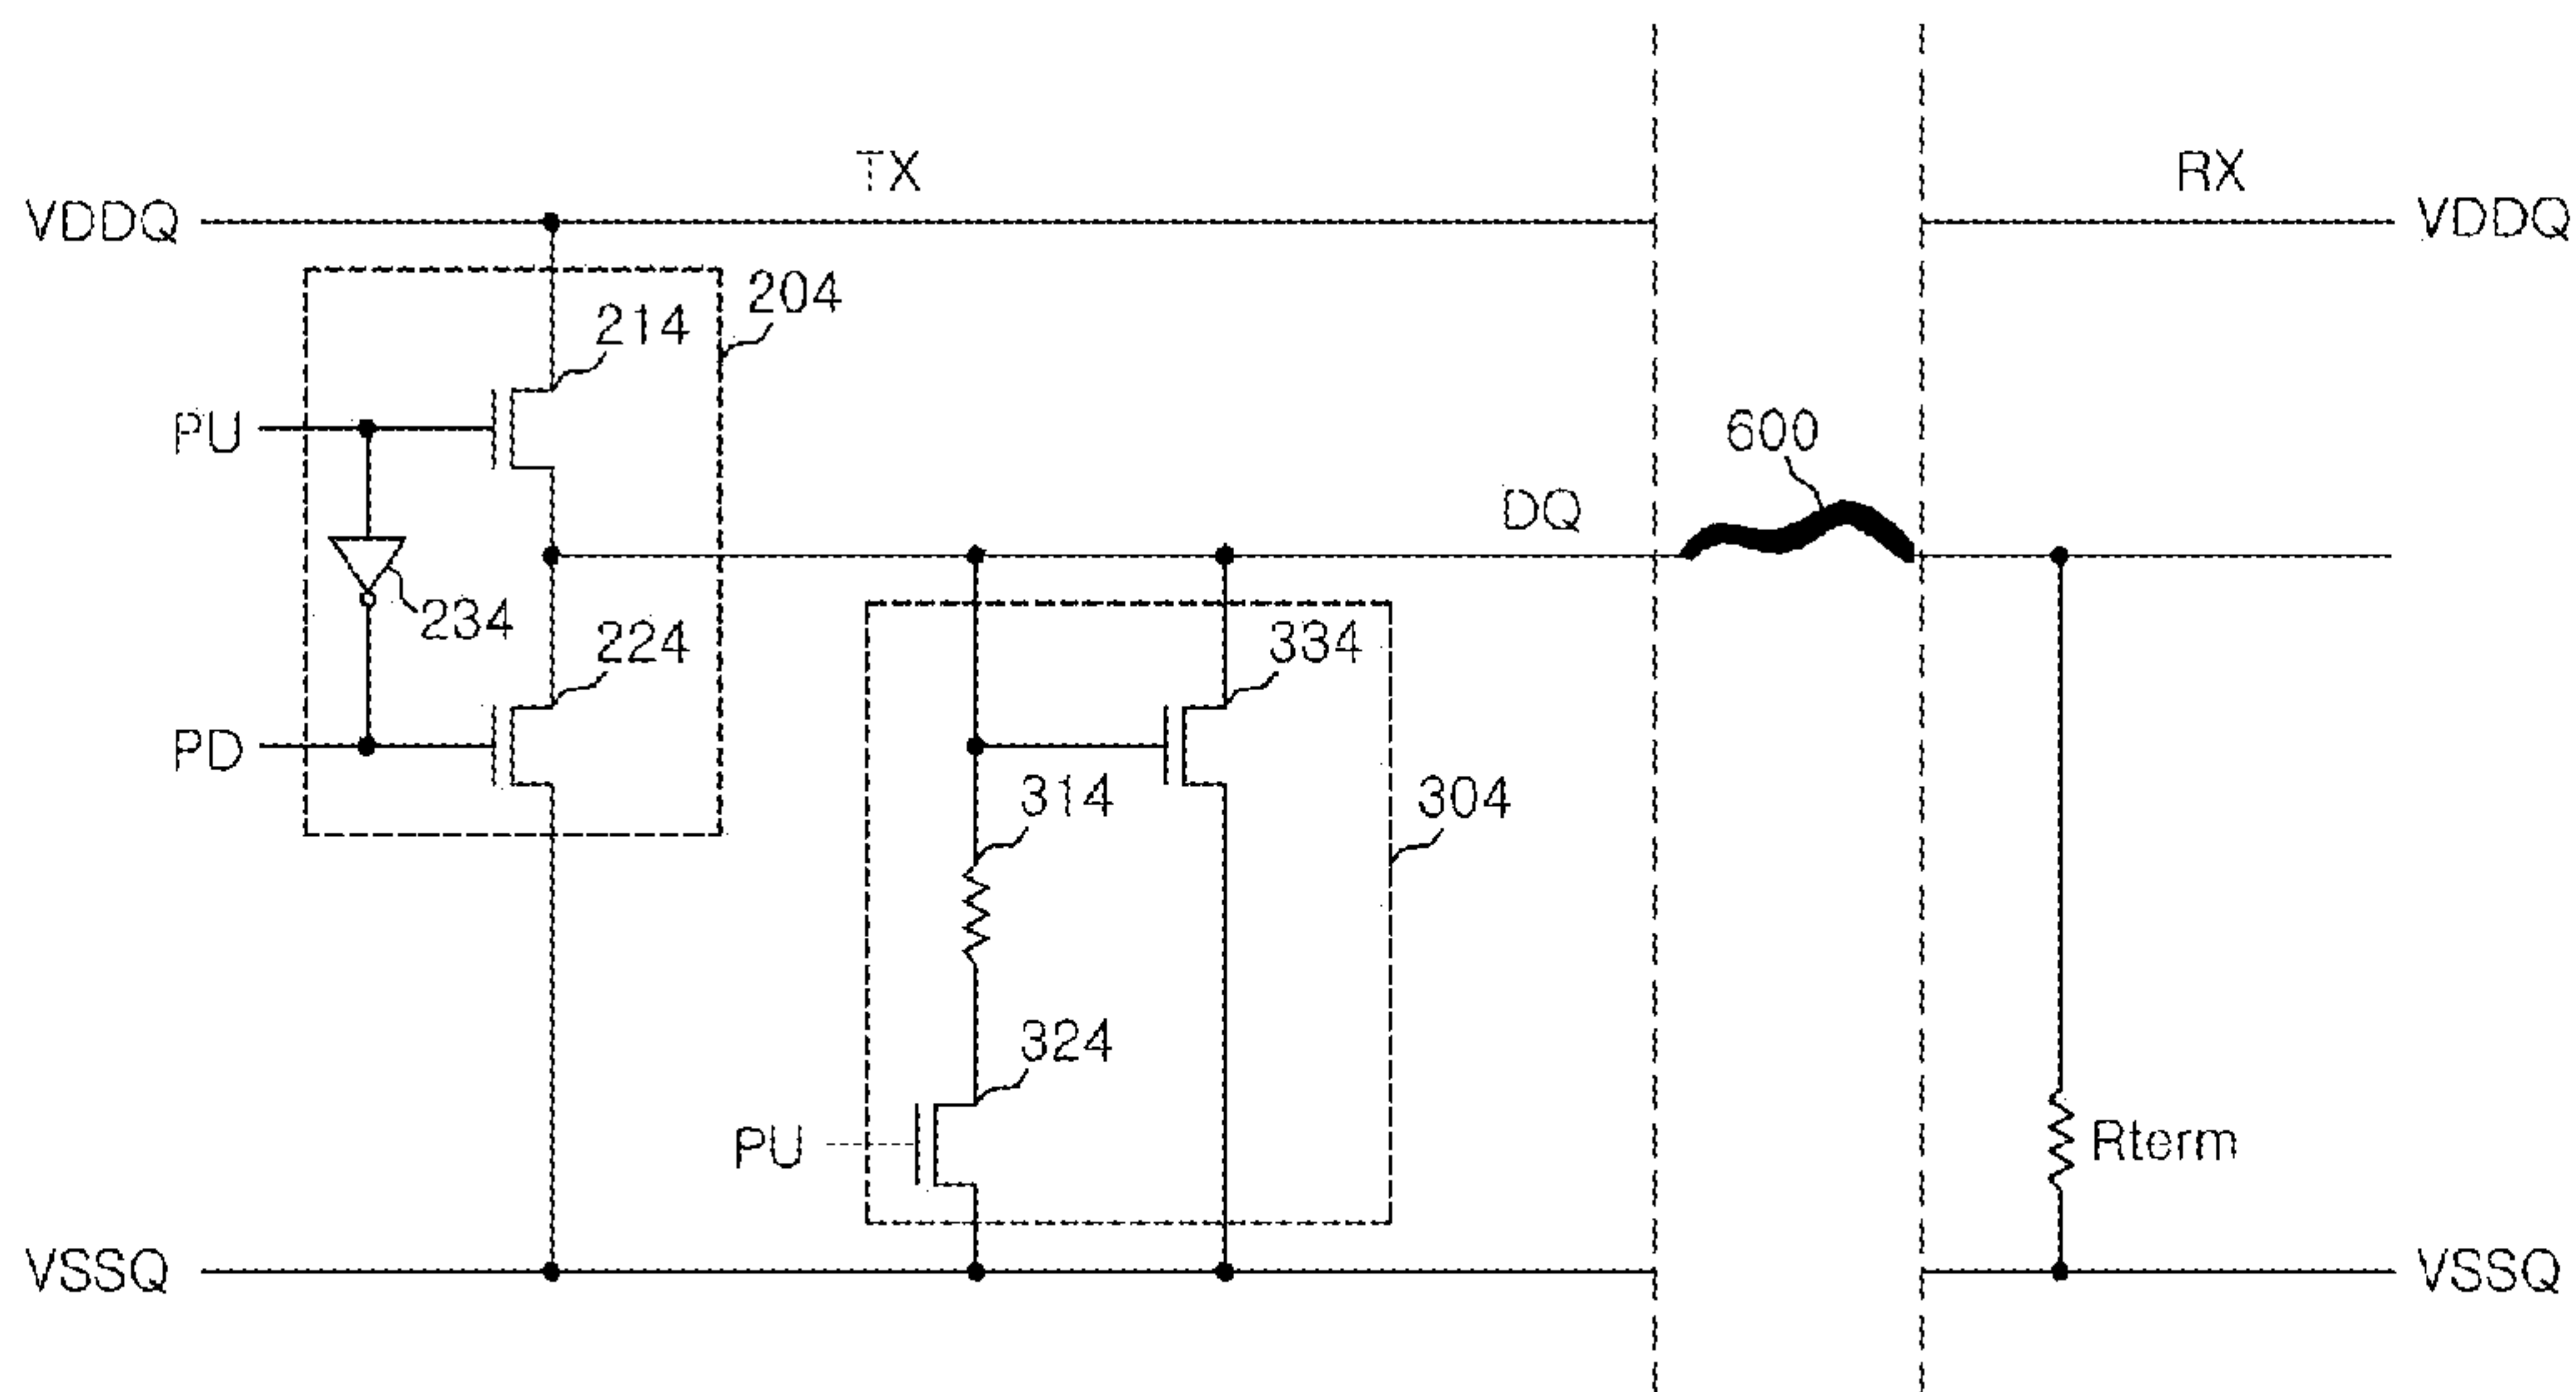 TX
RX
VDDQ
VDDQ
204
214
PU
600
DQ
234
224
334
PD
314
304
324
PU
Rterm
VSSQ
VSSQ